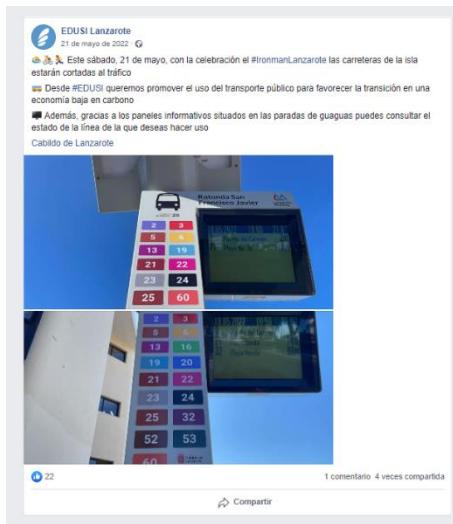 EDUSI Lanzarote
21 de mayo de 2022 ·
Este sábado, 21 de mayo, con la celebración el #IronmanLanzarote las carreteras de la isla
estarán cortadas al tráfico
Desde #EDUSI queremos promover el uso del transporte público para favorecer la transición en una
economía baja en carbono
Además, gracias a los paneles informativos situados en las paradas de guaguas puedes consultar el
estado de la línea de la que deseas hacer uso
Cabildo de Lanzarote
Rotonda San
Francisco Javier
2 3
5 6
13 19
21 22
23 24
25 60
2 3
5 6
13 16
19 20
21 22
23 24
25 32
52 53
60
22
1 comentario 4 veces compartida
Compartir